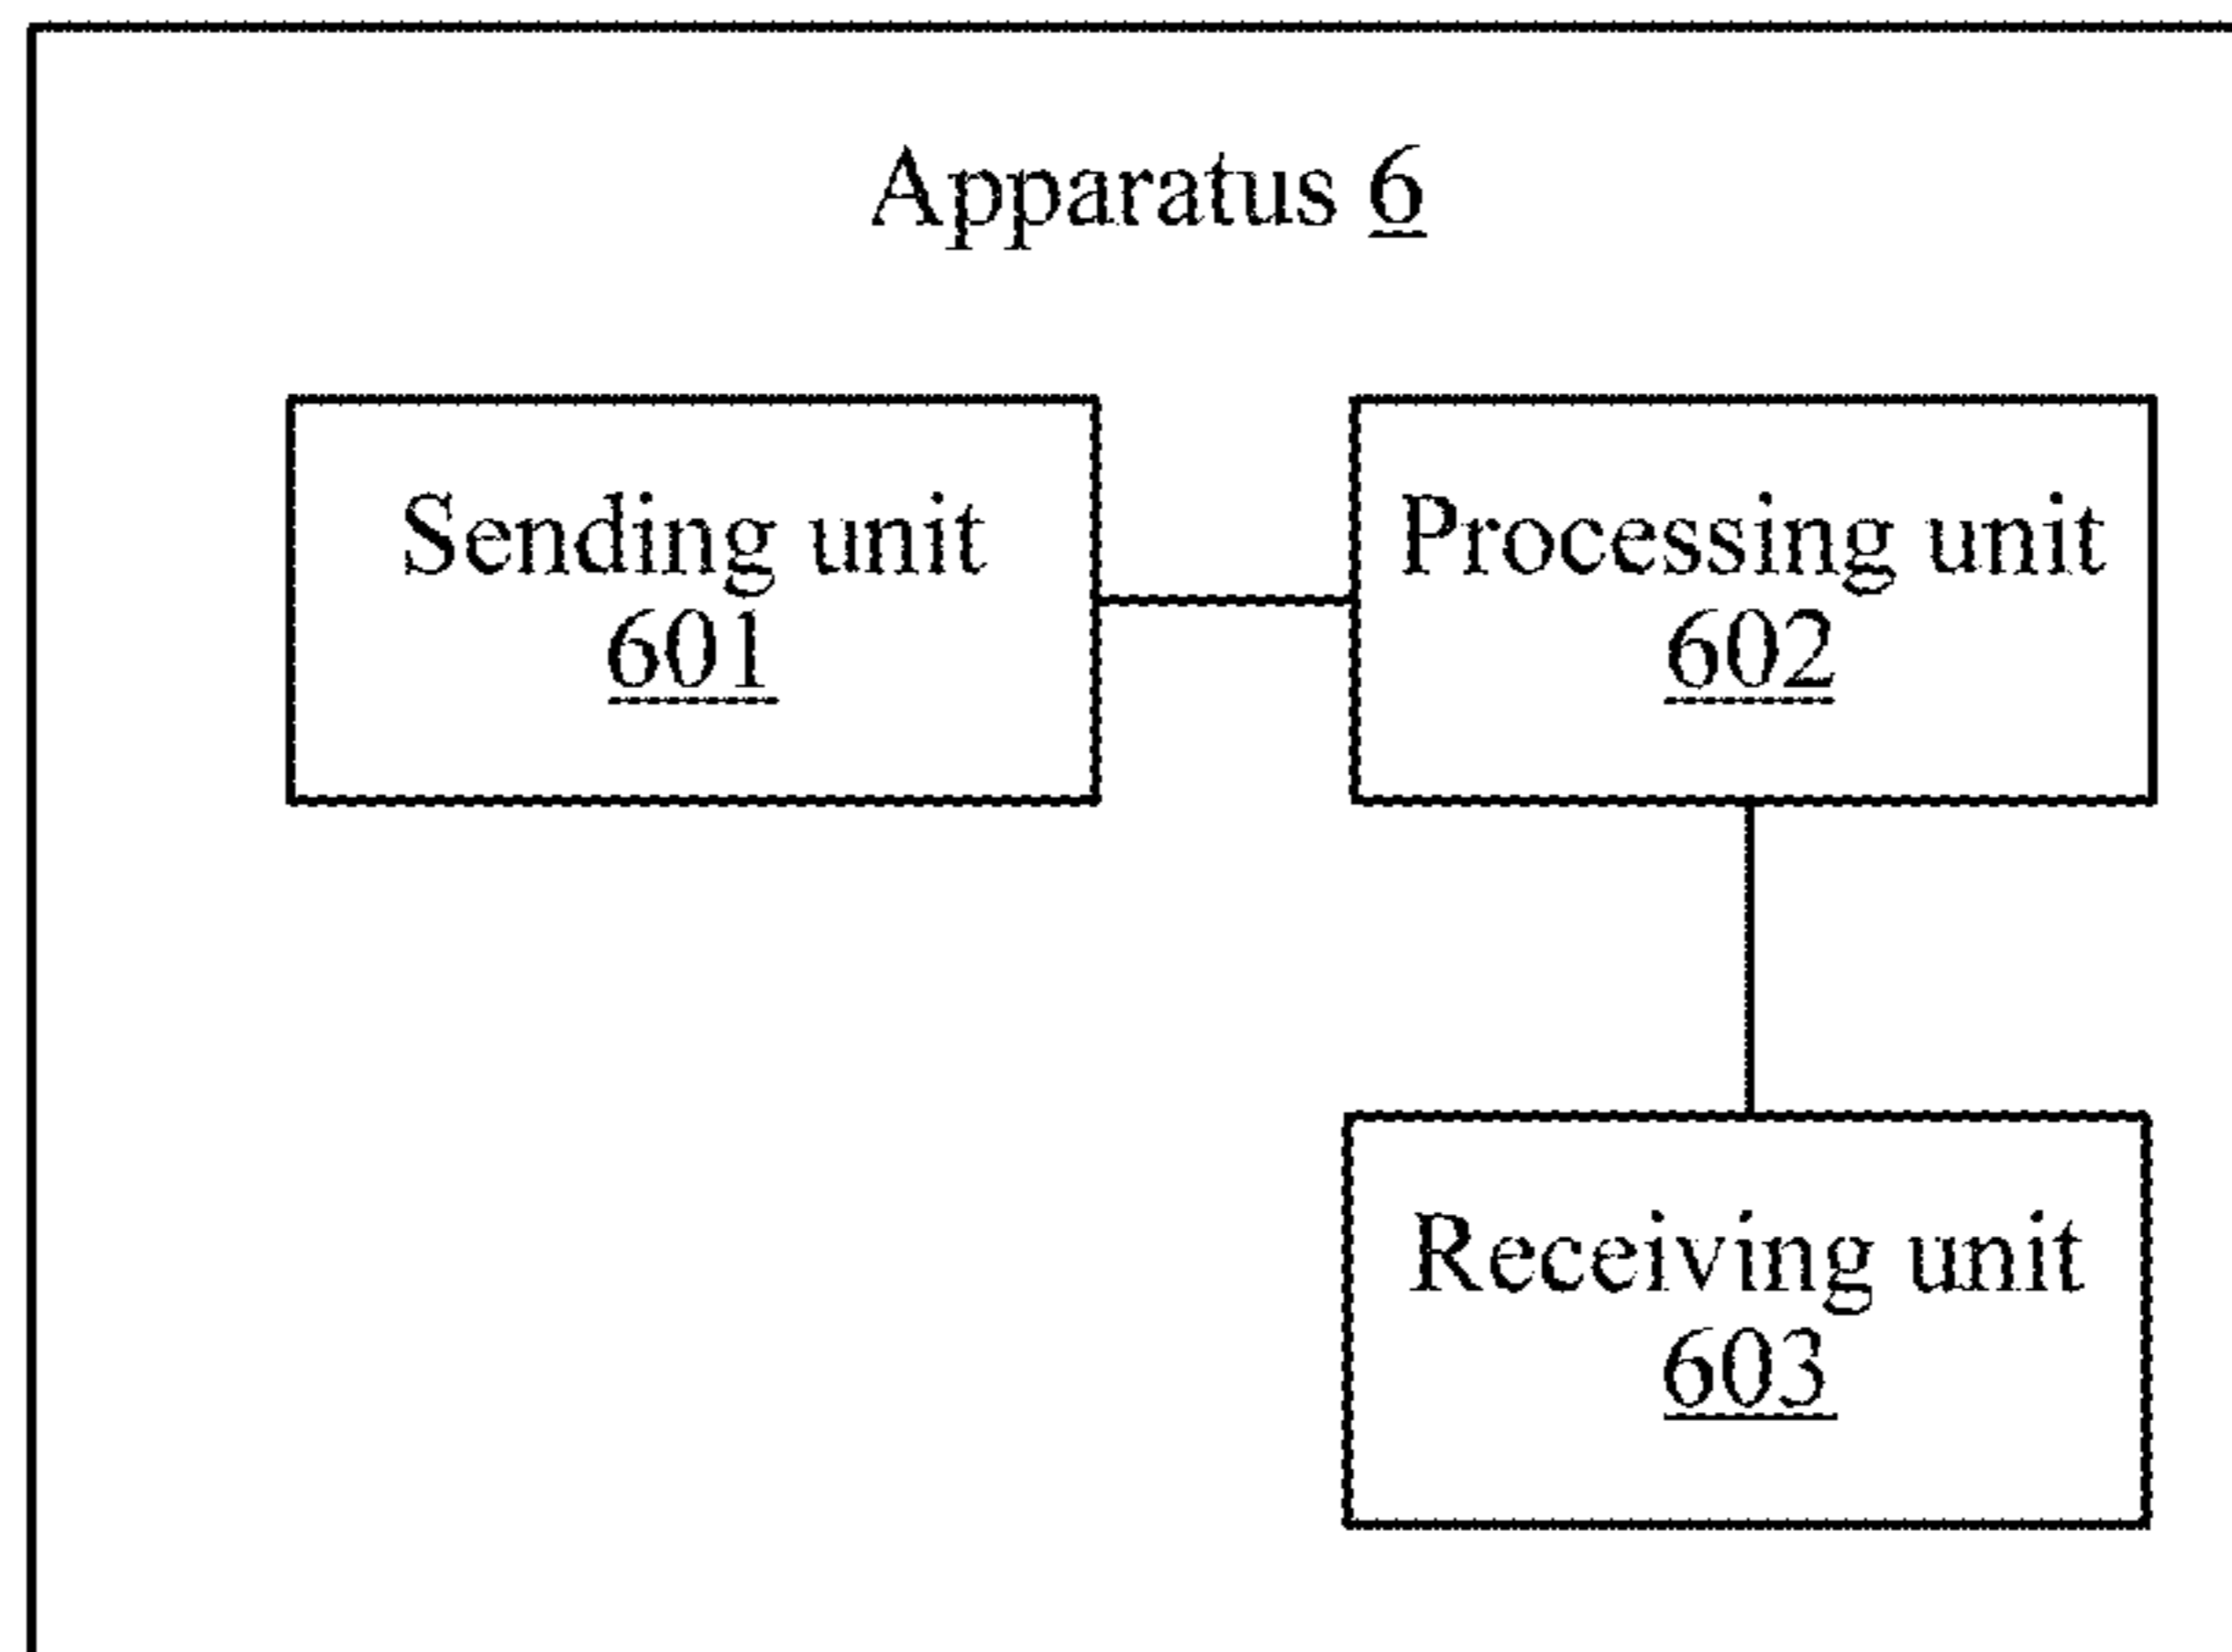 Apparatus 6
Sending unit
601
Processing unit
602
Receiving unit
603